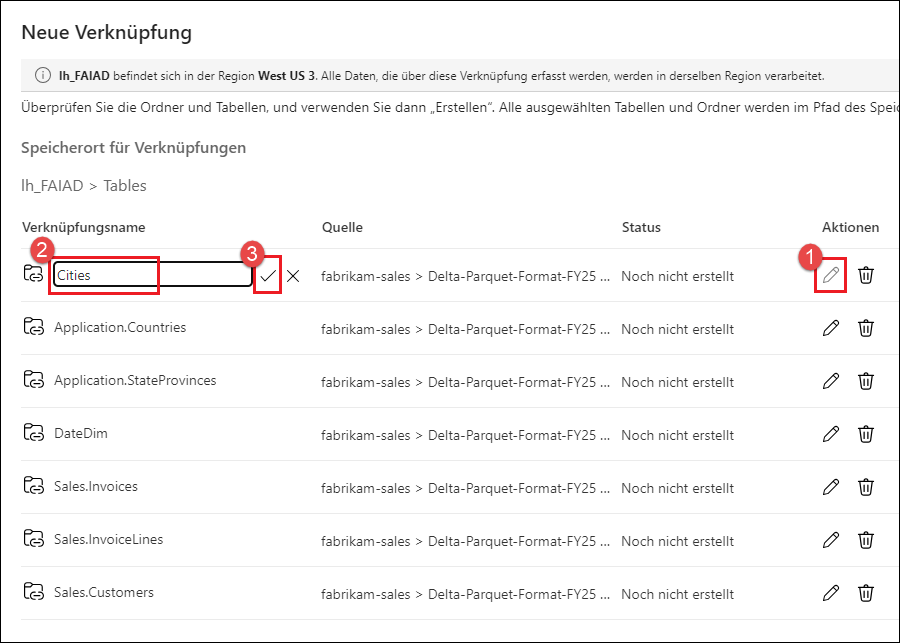 Neue Verknüpfung
lh_FAIAD befindet sich in der Region West US 3. Alle Daten, die über diese Verknüpfung erfasst werden, werden in derselben Region verarbeitet.
Überprüfen Sie die Ordner und Tabellen, und verwenden Sie dann „Erstellen“. Alle ausgewählten Tabellen und Ordner werden im Pfad des
Speicherort für Verknüpfungen
lh_FAIAD > Tables
Verknüpfungsname Quelle Status Aktionen
2 3 1
Cities fabrikam-sales > Delta-Parquet-Format-FY25 ... Noch nicht erstellt
Application.Countries fabrikam-sales > Delta-Parquet-Format-FY25 ... Noch nicht erstellt
Application.StateProvinces fabrikam-sales > Delta-Parquet-Format-FY25 ... Noch nicht erstellt
DateDim fabrikam-sales > Delta-Parquet-Format-FY25 ... Noch nicht erstellt
Sales.Invoices fabrikam-sales > Delta-Parquet-Format-FY25 ... Noch nicht erstellt
Sales.InvoiceLines fabrikam-sales > Delta-Parquet-Format-FY25 ... Noch nicht erstellt
Sales.Customers fabrikam-sales > Delta-Parquet-Format-FY25 ... Noch nicht erstellt